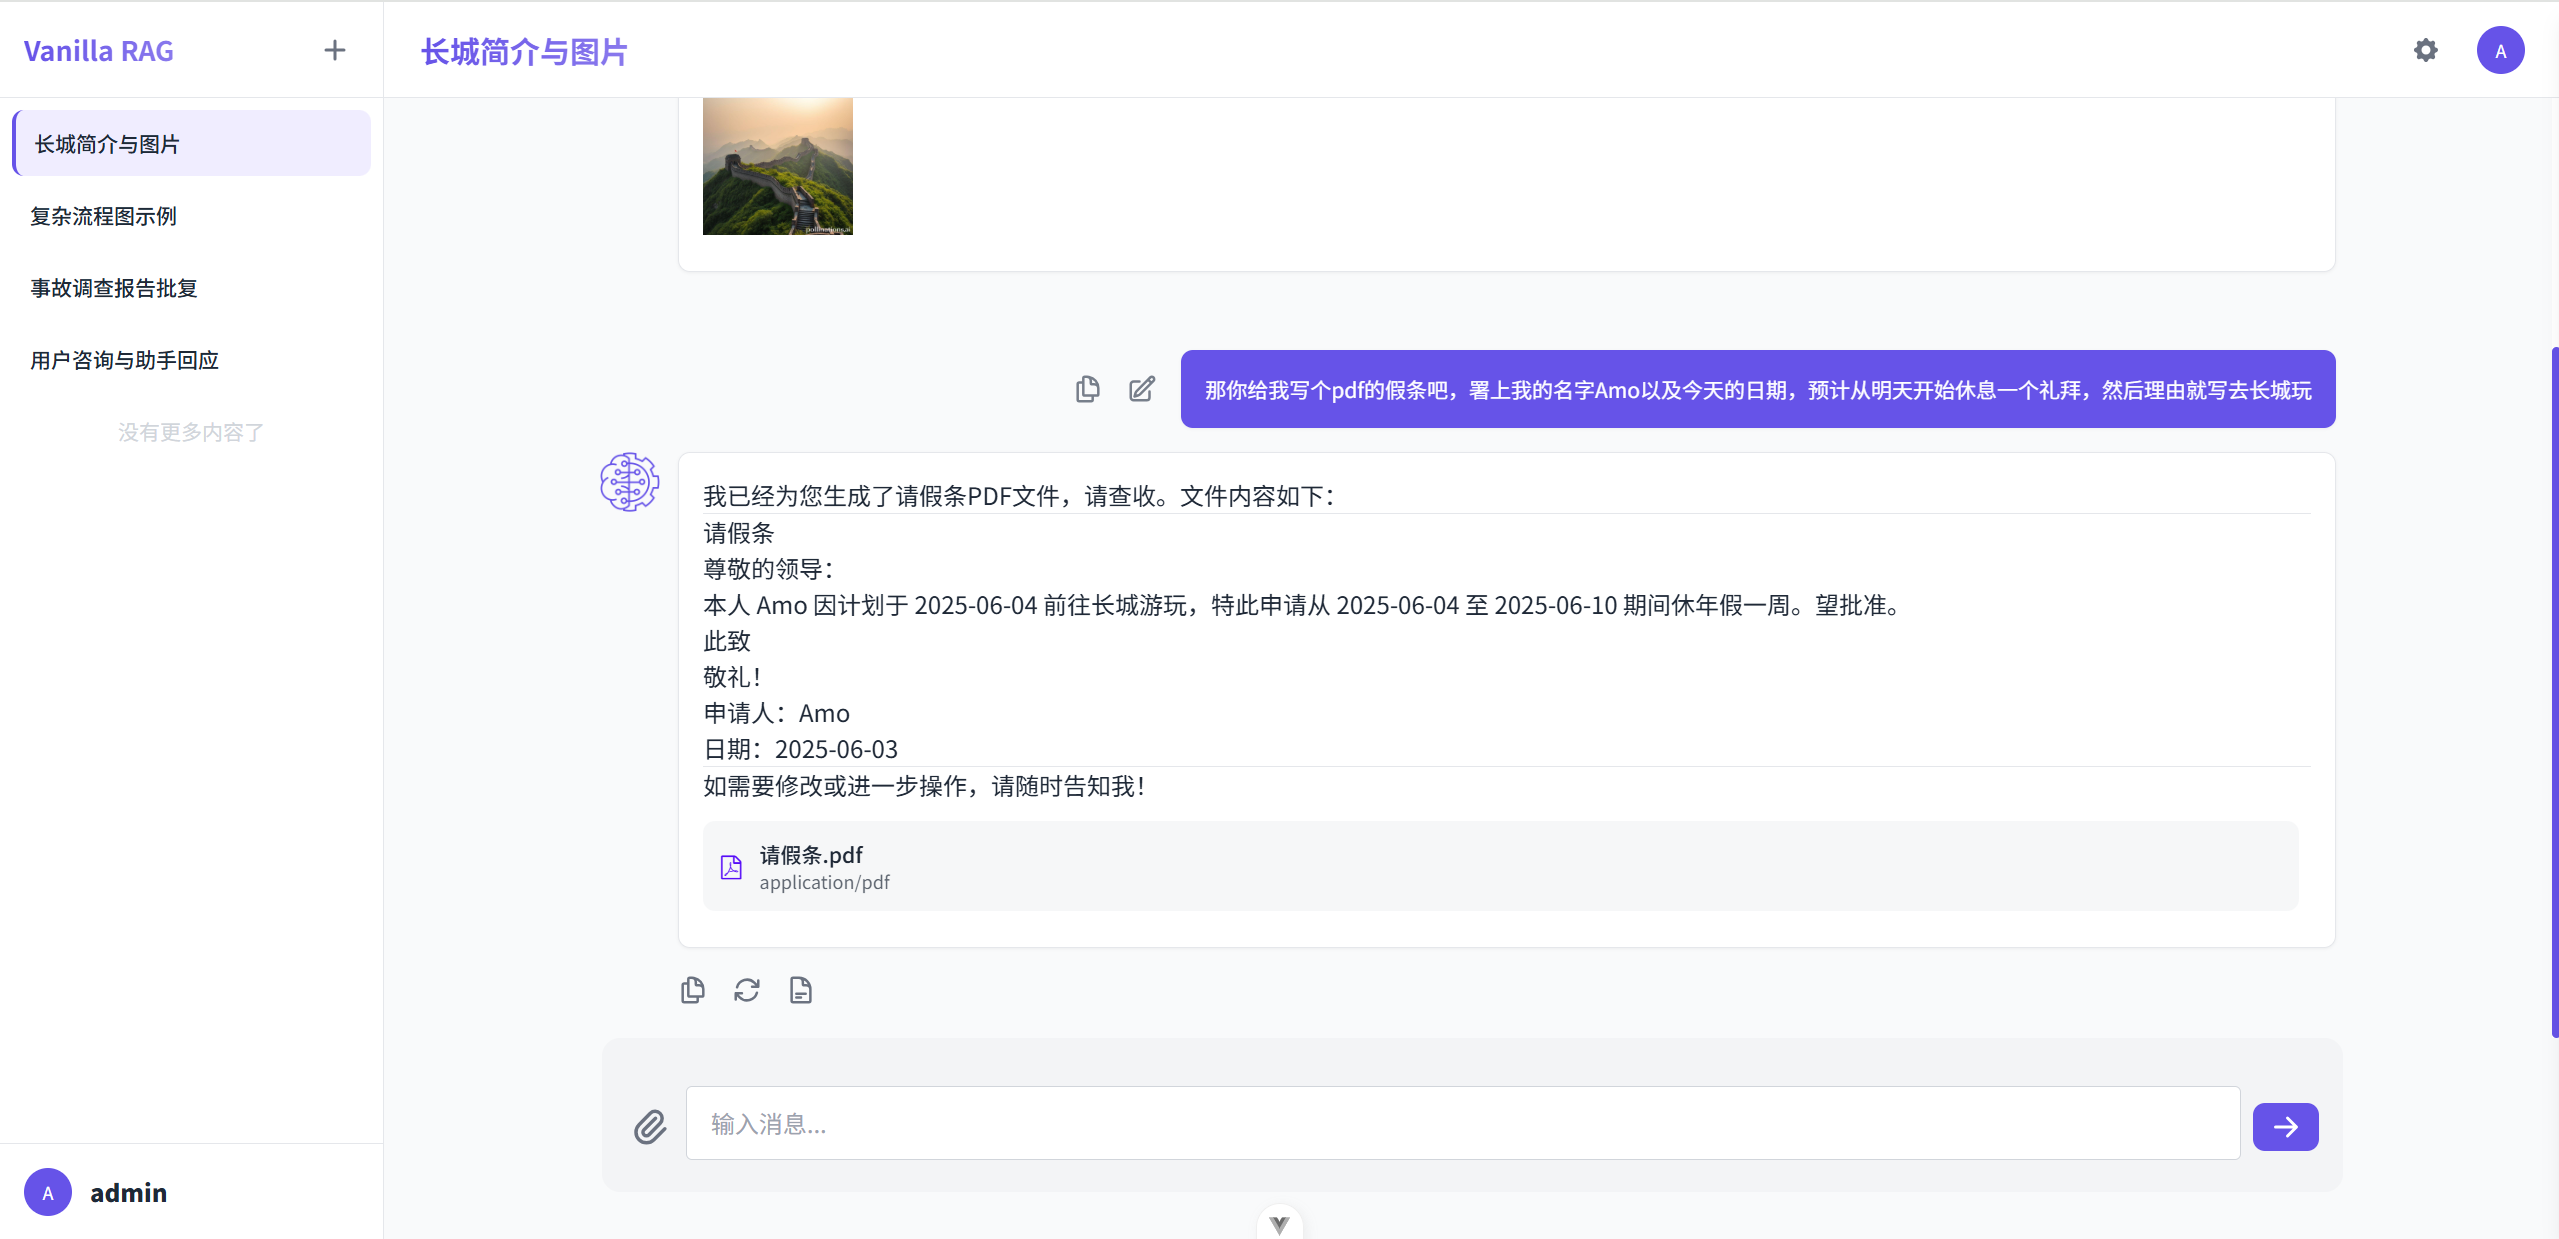 Vanilla RAG
长城简介与图片
A
长城简介与图片
复杂流程图示例
事故调查报告批复
用户咨询与助手回应
没有更多内容了
pollinations.ai
那你给我写个pdf的假条吧，署上我的名字Amo以及今天的日期，预计从明天开始休息一个礼拜，然后理由就写去长城玩
我已经为您生成了请假条PDF文件，请查收。文件内容如下：
请假条
尊敬的领导：
本人 Amo 因计划于 2025-06-04 前往长城游玩，特此申请从 2025-06-04 至 2025-06-10 期间休年假一周。望批准。
此致
敬礼！
申请人：Amo
日期：2025-06-03
如需要修改或进一步操作，请随时告知我！
请假条.pdf
application/pdf
输入消息...
A
admin